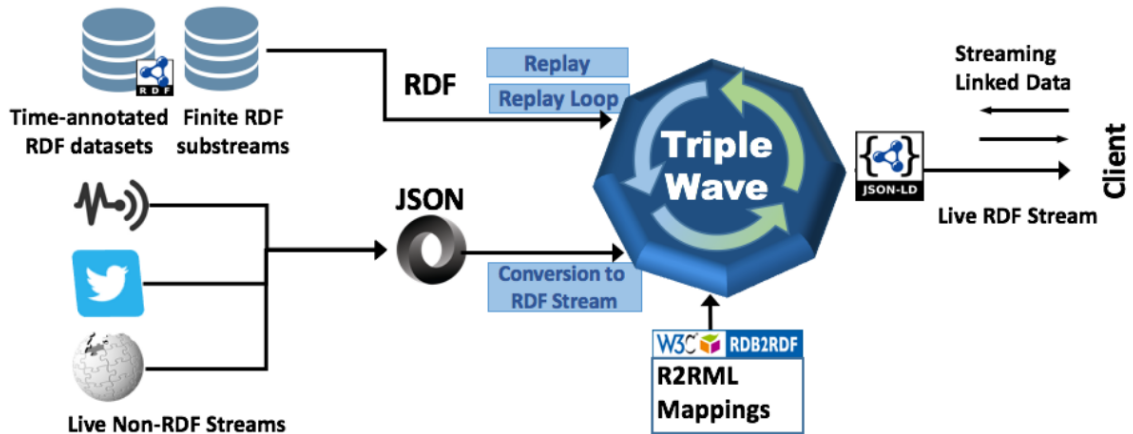 Time-annotated
RDF datasets
RDF
Finite RDF
substreams
RDF
Replay
Replay Loop
Triple
Wave
Streaming
Linked Data
{ }
JSON-LD
Live RDF Stream
Client
JSON
Conversion to
RDF Stream
Live Non-RDF Streams
W3C RDB2RDF
R2RML
Mappings